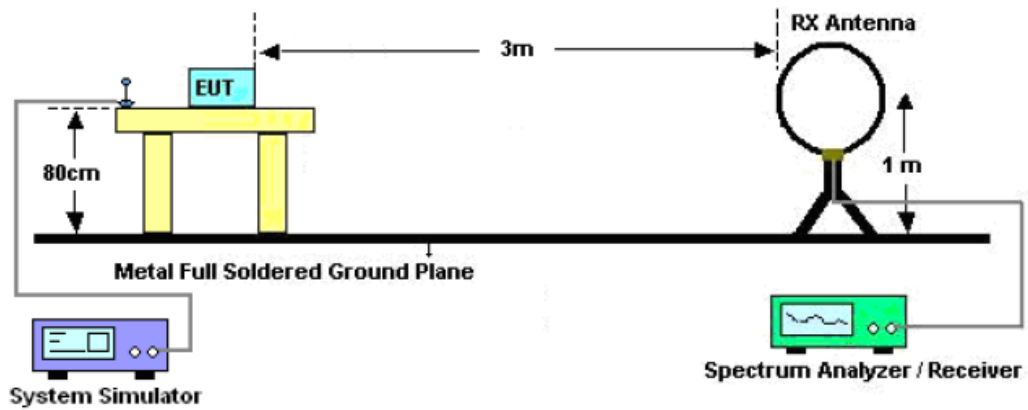 RX Antenna
3m
EUT
80cm
1 m
Metal Full Soldered Ground Plane
System Simulator
Spectrum Analyzer / Receiver